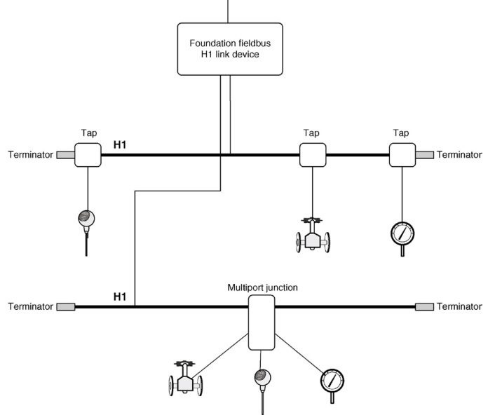 Foundation fieldbus
H1 link device
Tap
H1
Tap
Tap
Terminator
Terminator
H1
Multiport junction
Terminator
Terminator